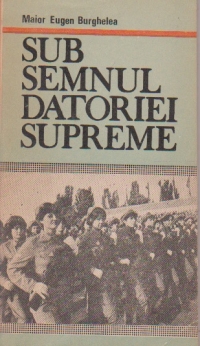 Maior Eugen Burghelea
SUB
SEMNUL
DATORIEI
SUPREME